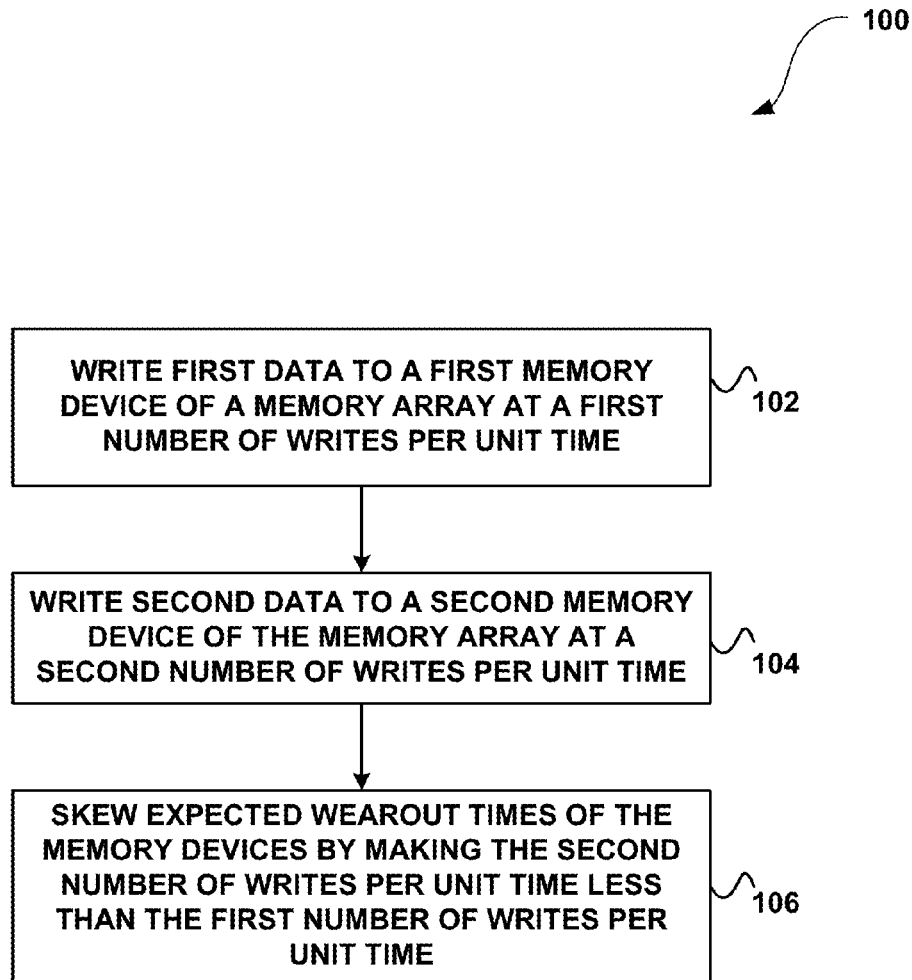 100
WRITE FIRST DATA TO A FIRST MEMORY
DEVICE OF A MEMORY ARRAY AT A FIRST
NUMBER OF WRITES PER UNIT TIME
102
WRITE SECOND DATA TO A SECOND MEMORY
DEVICE OF THE MEMORY ARRAY AT A
SECOND NUMBER OF WRITES PER UNIT TIME
104
SKEW EXPECTED WEAROUT TIMES OF THE
MEMORY DEVICES BY MAKING THE SECOND
NUMBER OF WRITES PER UNIT TIME LESS
THAN THE FIRST NUMBER OF WRITES PER
UNIT TIME
106